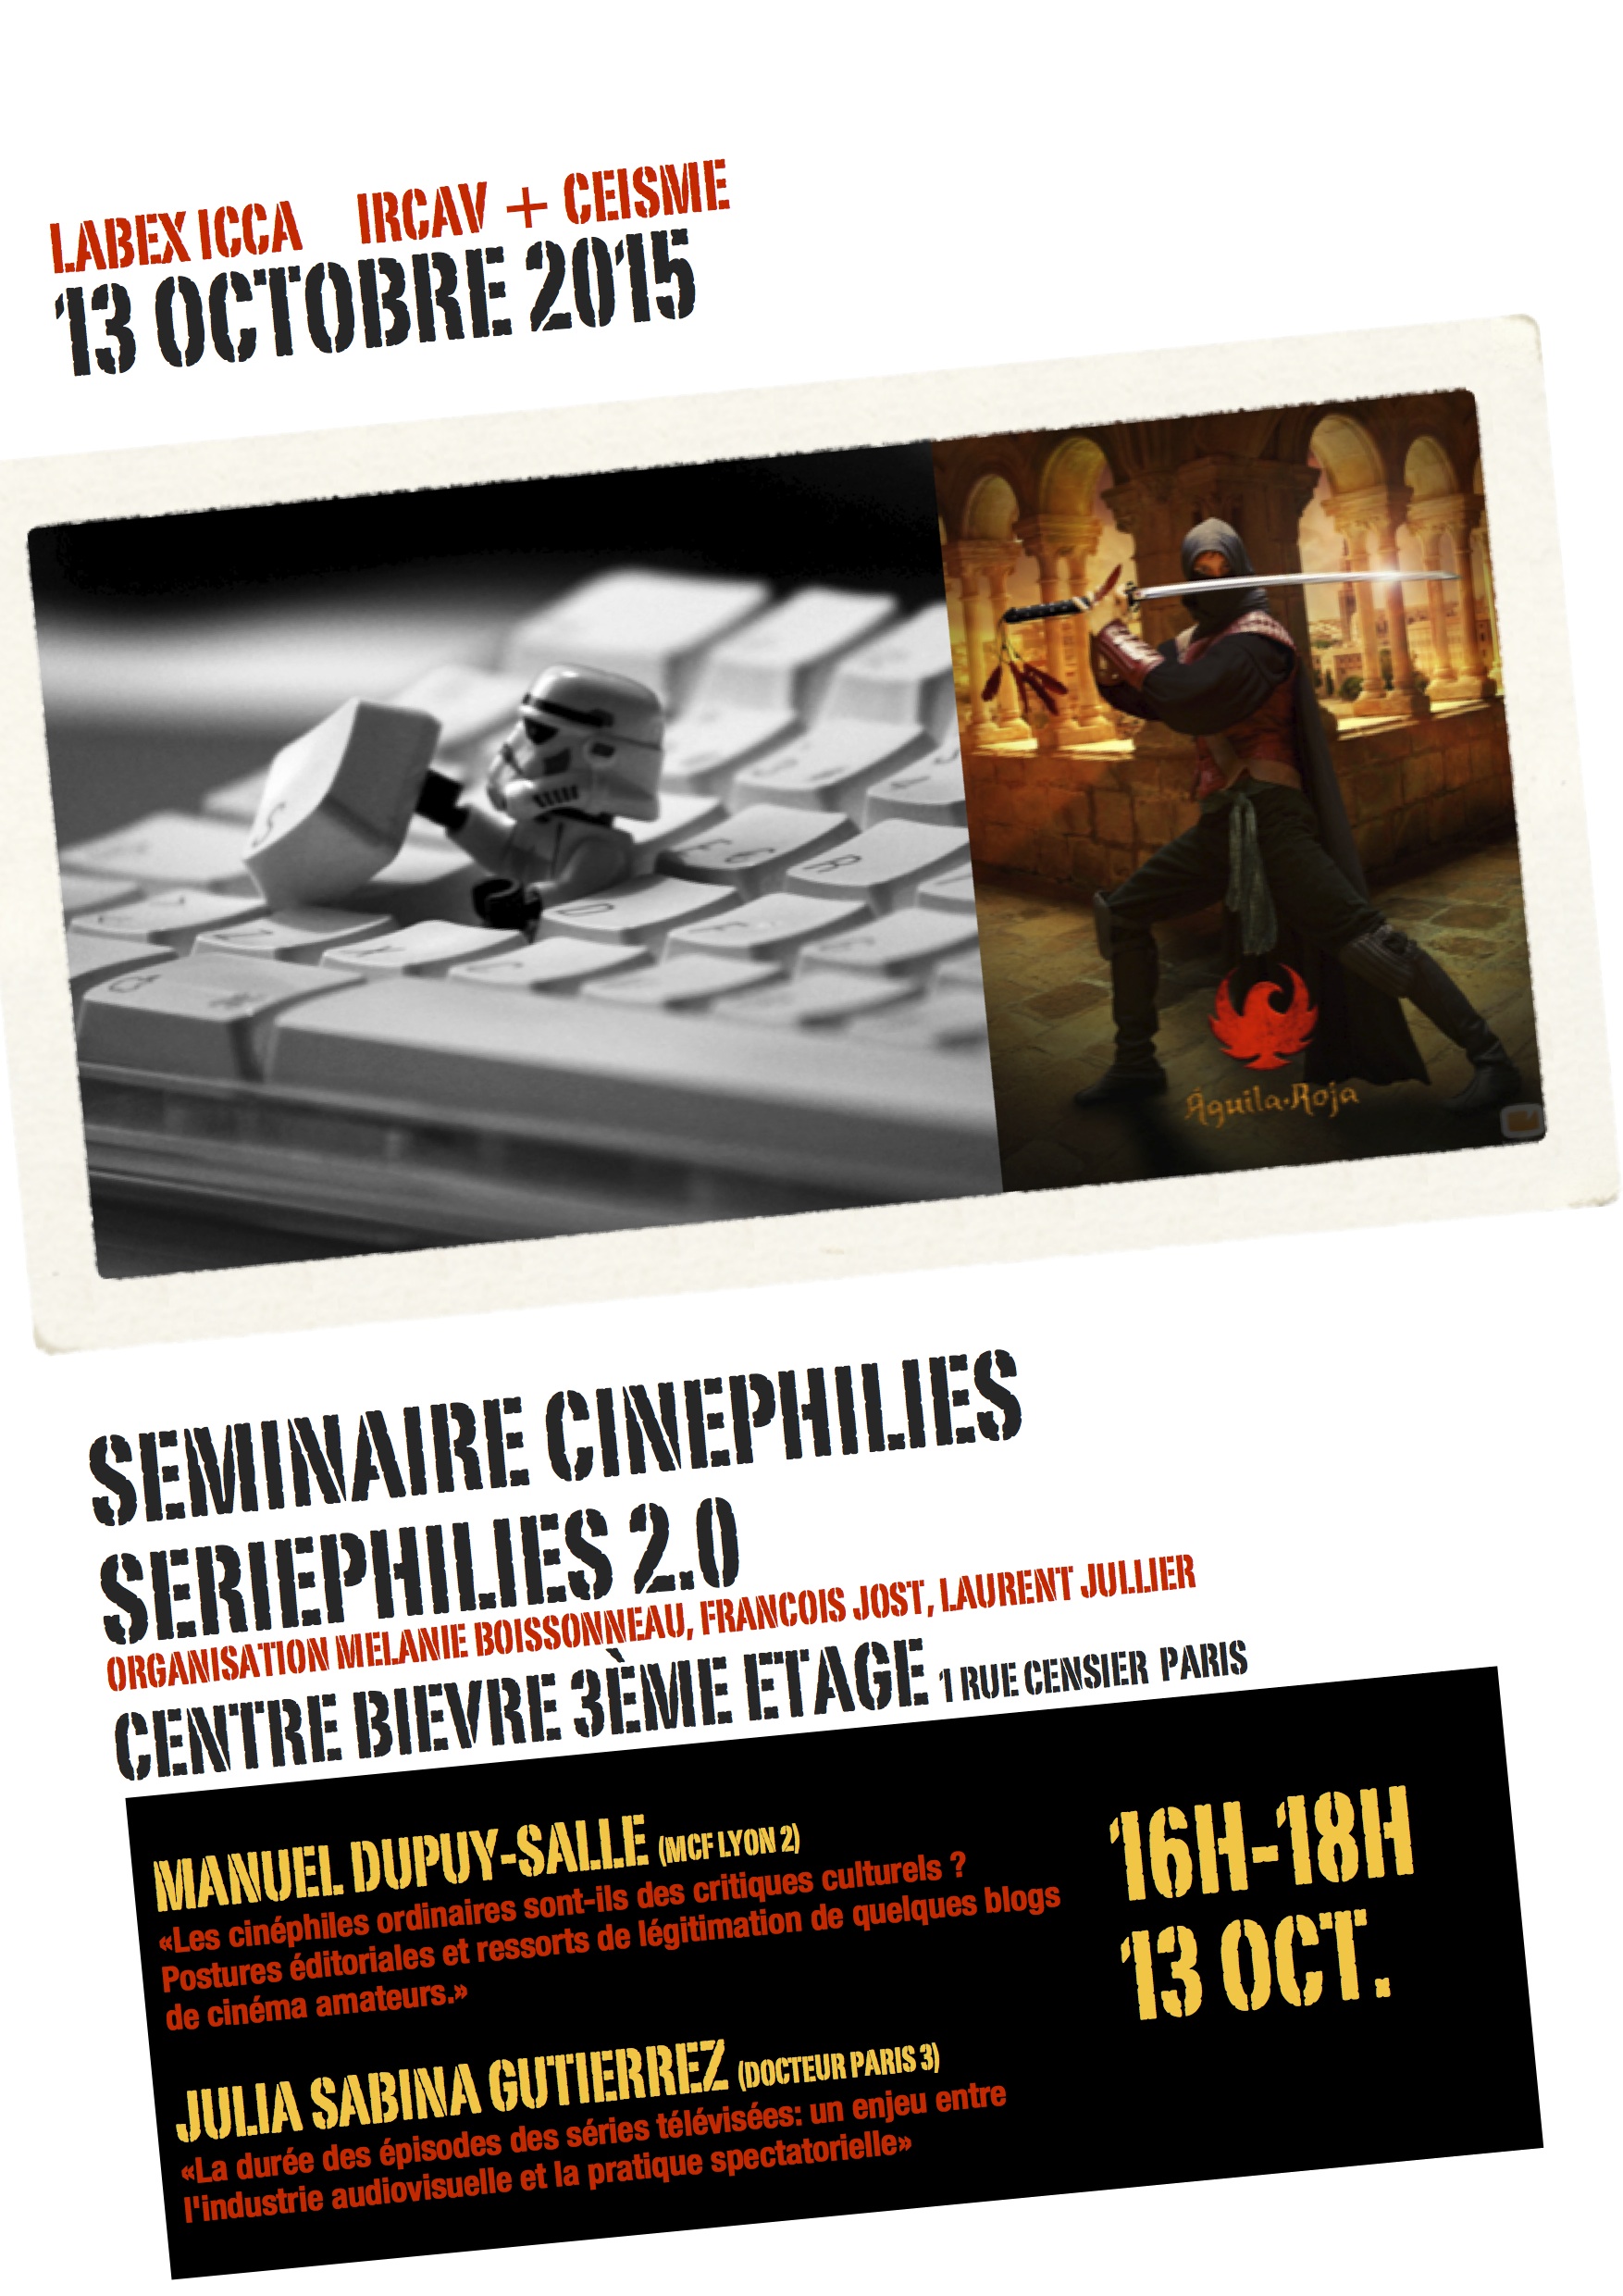 LABEX ICCA IRCAV + CEISME
13 OCTOBRE 2015
S
E €
R
D
F
Z
X
C
Águila·Roja
SEMINAIRE CINEPHILIES
SERIEPHILIES 2.0
ORGANISATION MELANIE BOISSONNEAU, FRANCOIS JOST, LAURENT JULLIER
CENTRE BIEVRE 3ÈME ETAGE 1 RUE CENSIER PARIS
MANUEL DUPUY-SALLE (MCF LYON 2)
«Les cinéphiles ordinaires sont-ils des critiques culturels ?
Postures éditoriales et ressorts de légitimation de quelques blogs
de cinéma amateurs.»
16H-18H
13 OCT.
JULIA SABINA GUTIERREZ (DOCTEUR PARIS 3)
«La durée des épisodes des séries télévisées: un enjeu entre
l'industrie audiovisuelle et la pratique spectatorielle»